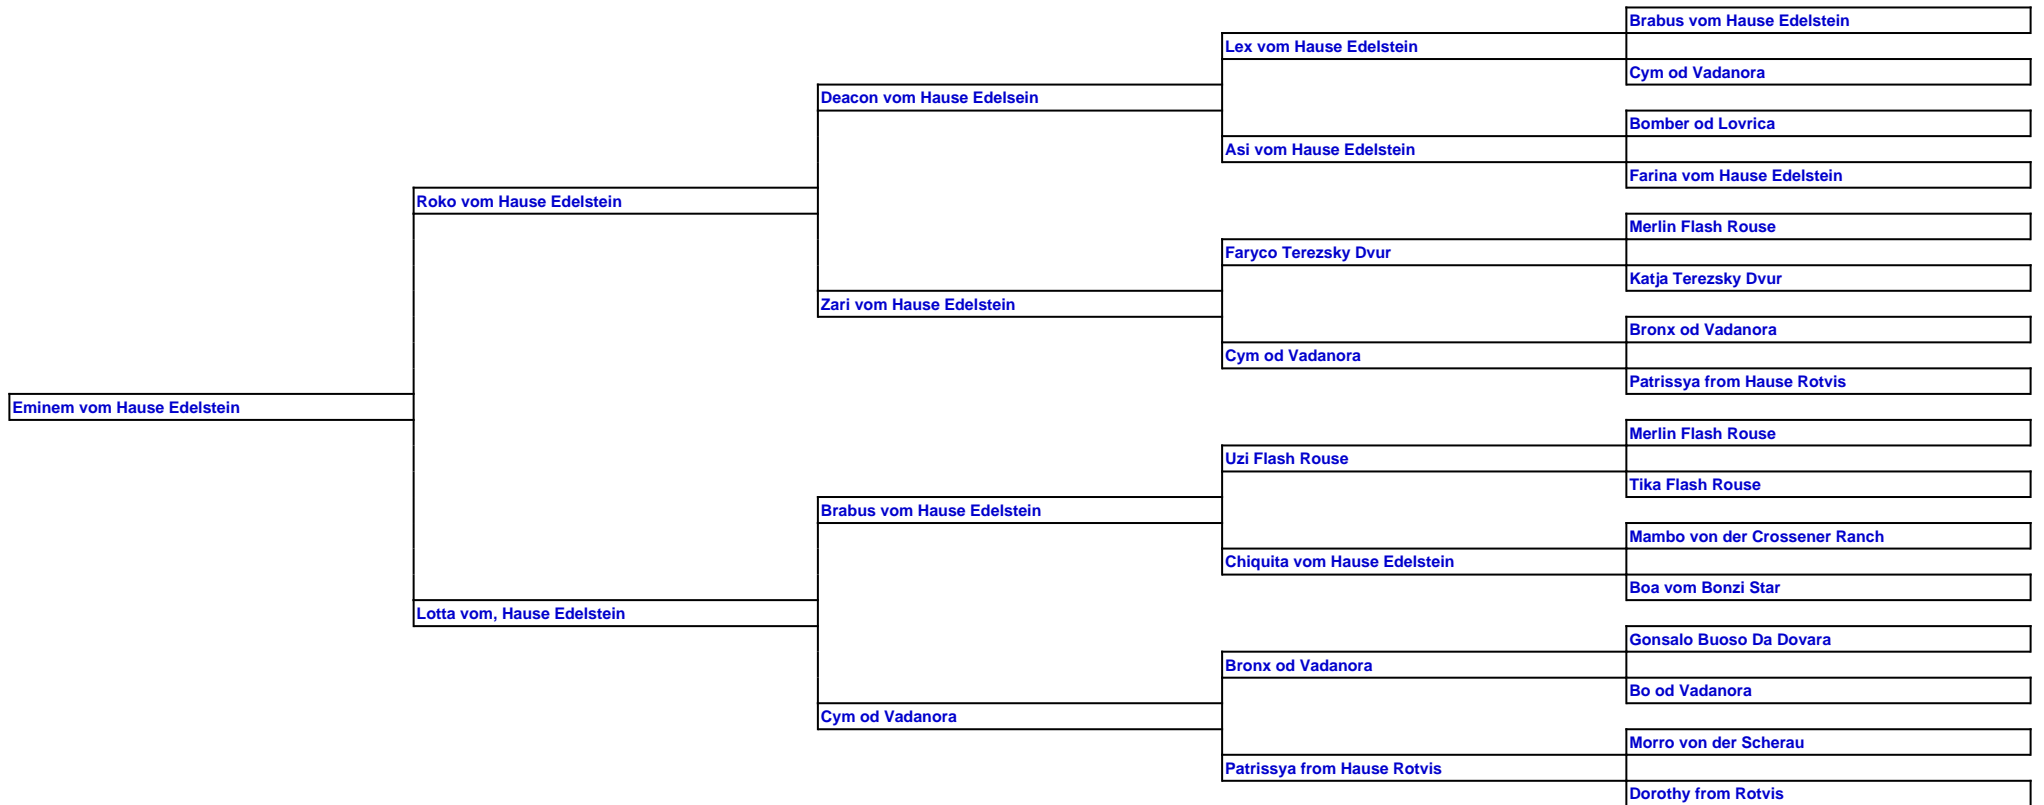 Brabus vom Hause Edelstein
Lex vom Hause Edelstein
Cym od Vadanora
Deacon vom Hause Edelsein
Bomber od Lovrica
Asi vom Hause Edelstein
Farina vom Hause Edelstein
Roko vom Hause Edelstein
Merlin Flash Rouse
Faryco Terezsky Dvur
Katja Terezsky Dvur
Zari vom Hause Edelstein
Bronx od Vadanora
Cym od Vadanora
Patrissya from Hause Rotvis
Eminem vom Hause Edelstein
Merlin Flash Rouse
Uzi Flash Rouse
Tika Flash Rouse
Brabus vom Hause Edelstein
Mambo von der Crossener Ranch
Chiquita vom Hause Edelstein
Boa vom Bonzi Star
Lotta vom, Hause Edelstein
Gonsalo Buoso Da Dovara
Bronx od Vadanora
Bo od Vadanora
Cym od Vadanora
Morro von der Scherau
Patrissya from Hause Rotvis
Dorothy from Rotvis